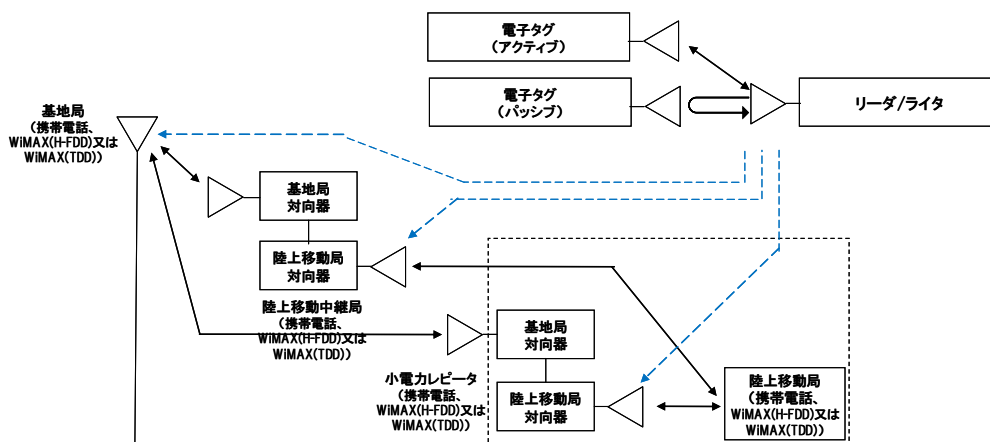 電子タグ
(アクティブ)
電子タグ
(パッシブ)
リーダ/ライタ
基地局
(携帯電話、
WiMAX(H-FDD)又は
WiMAX(TDD))
基地局
対向器
陸上移動局
対向器
陸上移動中継局
(携帯電話、
WiMAX(H-FDD)又は
WiMAX(TDD))
基地局
対向器
小電力レピータ
(携帯電話、
WiMAX(H-FDD)又は
WiMAX(TDD))
陸上移動局
対向器
陸上移動局
(携帯電話、
WiMAX(H-FDD)又は
WiMAX(TDD))